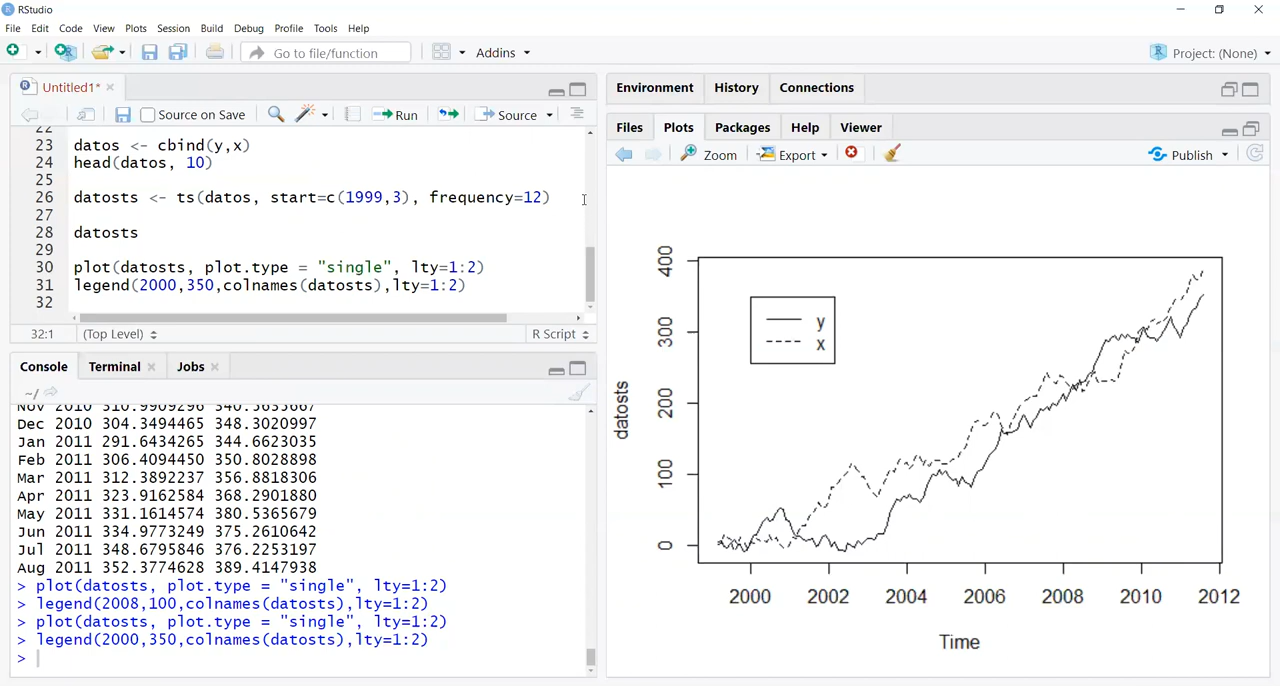 RStudio
File Edit Code View Plots Session Build Debug Profile Tools Help
Go to file/function Addins Project: (None)
Untitled1*
Source on Save Run Source
22
23 datos <- cbind(y,x)
24 head(datos, 10)
25
26 datosts <- ts(datos, start=c(1999,3), frequency=12)
27
28 datosts
29
30 plot(datosts, plot.type = "single", lty=1:2)
31 legend(2000,350,colnames(datosts),lty=1:2)
32
32:1 (Top Level) R Script
Console Terminal Jobs
~/
Nov 2010 310.9909296 340.5635667
Dec 2010 304.3494465 348.3020997
Jan 2011 291.6434265 344.6623035
Feb 2011 306.4094450 350.8028898
Mar 2011 312.3892237 356.8818306
Apr 2011 323.9162584 368.2901880
May 2011 331.1614574 380.5365679
Jun 2011 334.9773249 375.2610642
Jul 2011 348.6795846 376.2253197
Aug 2011 352.3774628 389.4147938
> plot(datosts, plot.type = "single", lty=1:2)
> legend(2008,100,colnames(datosts),lty=1:2)
> plot(datosts, plot.type = "single", lty=1:2)
> legend(2000,350,colnames(datosts),lty=1:2)
>
Environment History Connections
Files Plots Packages Help Viewer
Zoom Export Publish
datosts
400
300
200
100
0
y
x
2000 2002 2004 2006 2008 2010 2012
Time